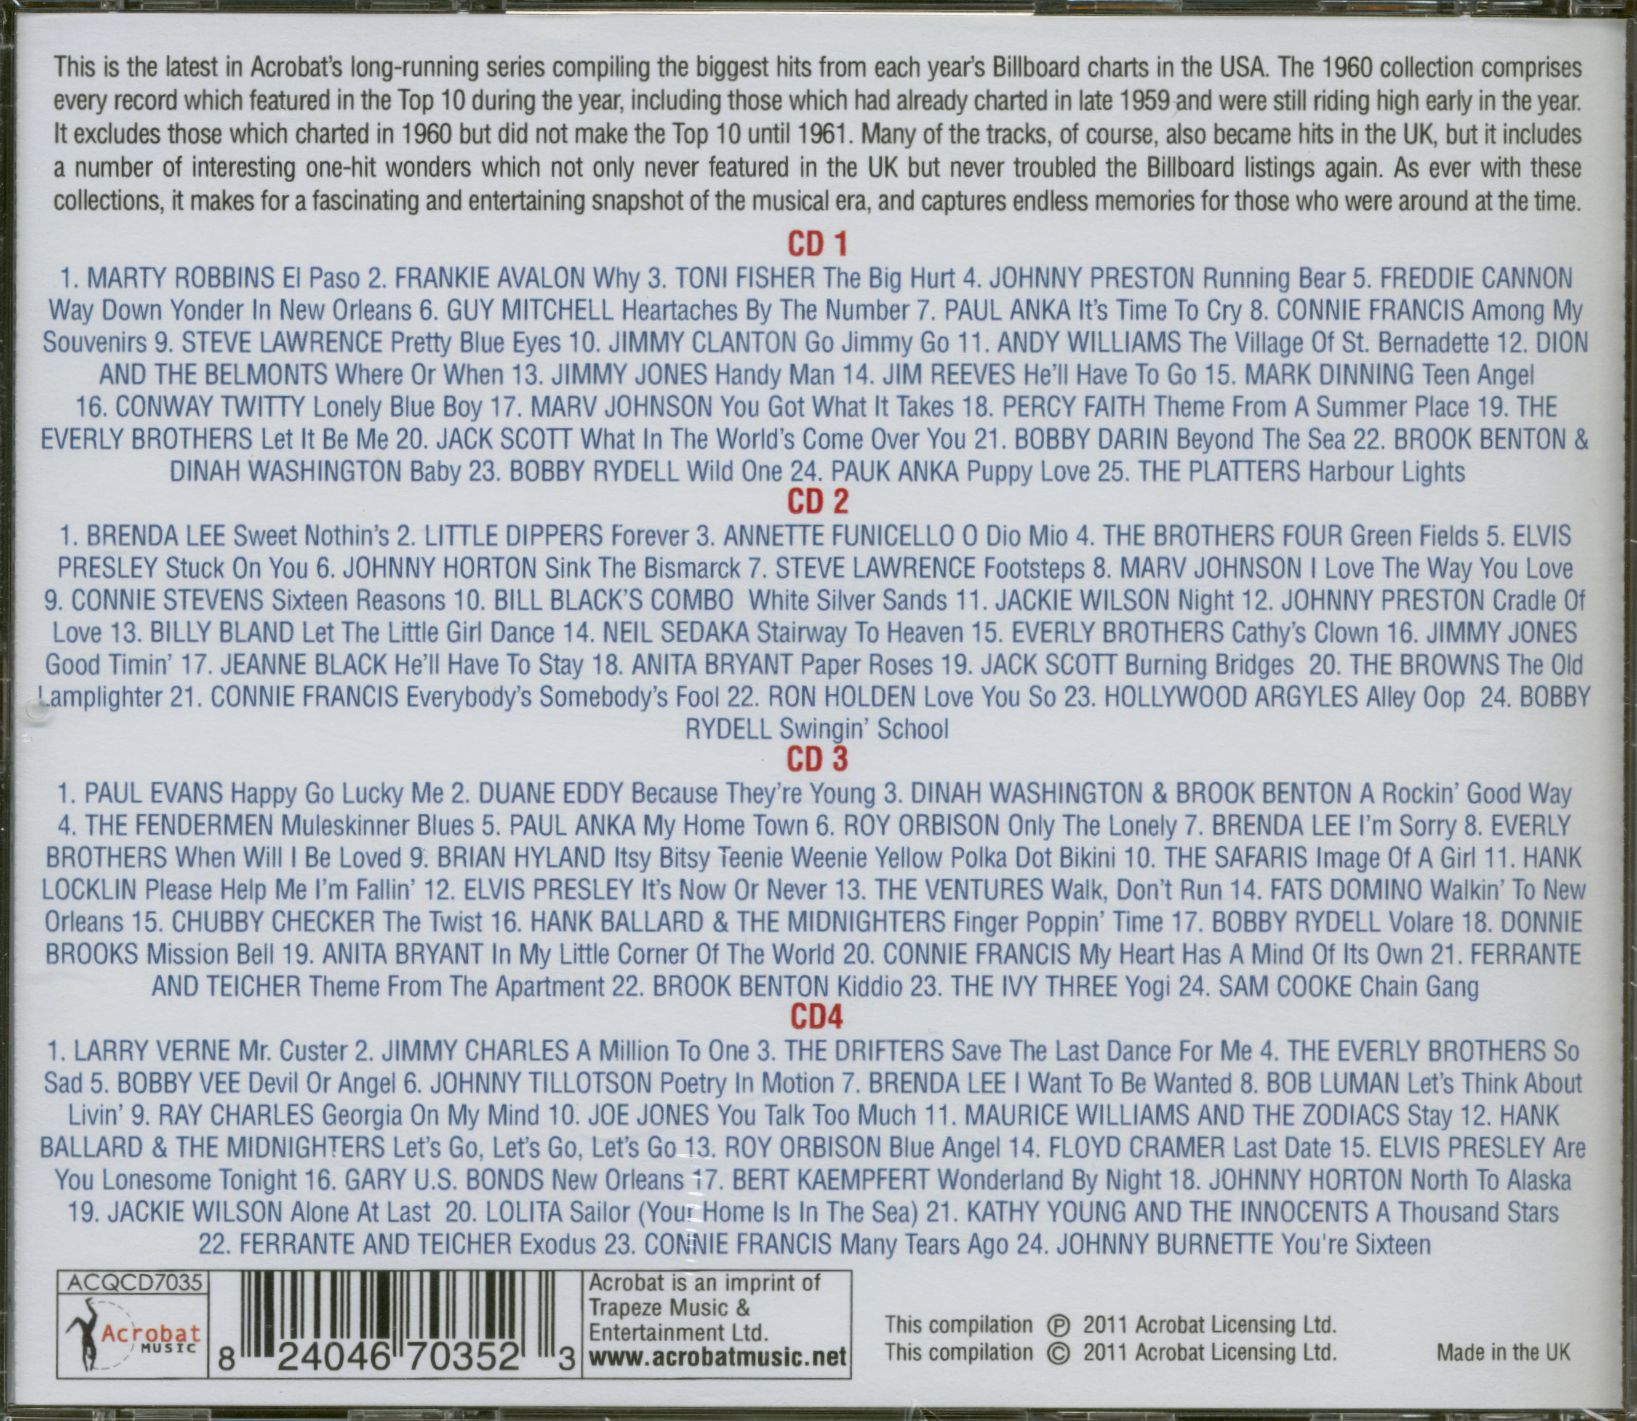 This is the latest in Acrobat's long-running series compiling the biggest hits from each year's Billboard charts in the USA. The 1960 collection comprises
every record which featured in the Top 10 during the year, including those which had already charted in late 1959 and were still riding high early in the year.
It excludes those which charted in 1960 but did not make the Top 10 until 1961. Many of the tracks, of course, also became hits in the UK, but it includes
a number of interesting one-hit wonders which not only never featured in the UK but never troubled the Billboard listings again. As ever with these
collections, it makes for a fascinating and entertaining snapshot of the musical era, and captures endless memories for those who were around at the time.
CD 1
1. MARTY ROBBINS El Paso 2. FRANKIE AVALON Why 3. TONI FISHER The Big Hurt 4. JOHNNY PRESTON Running Bear 5. FREDDIE CANNON
Way Down Yonder In New Orleans 6. GUY MITCHELL Heartaches By The Number 7. PAUL ANKA It's Time To Cry 8. CONNIE FRANCIS Among My
Souvenirs 9. STEVE LAWRENCE Pretty Blue Eyes 10. JIMMY CLANTON Go Jimmy Go 11. ANDY WILLIAMS The Village Of St. Bernadette 12. DION
AND THE BELMONTS Where Or When 13. JIMMY JONES Handy Man 14. JIM REEVES He'll Have To Go 15. MARK DINNING Teen Angel
16. CONWAY TWITTY Lonely Blue Boy 17. MARV JOHNSON You Got What It Takes 18. PERCY FAITH Theme From A Summer Place 19. THE
EVERLY BROTHERS Let It Be Me 20. JACK SCOTT What In The World's Come Over You 21. BOBBY DARIN Beyond The Sea 22. BROOK BENTON &
DINAH WASHINGTON Baby 23. BOBBY RYDELL Wild One 24. PAUK ANKA Puppy Love 25. THE PLATTERS Harbour Lights
CD 2
1. BRENDA LEE Sweet Nothin's 2. LITTLE DIPPERS Forever 3. ANNETTE FUNICELLO O Dio Mio 4. THE BROTHERS FOUR Green Fields 5. ELVIS
PRESLEY Stuck On You 6. JOHNNY HORTON Sink The Bismarck 7. STEVE LAWRENCE Footsteps 8. MARV JOHNSON I Love The Way You Love
9. CONNIE STEVENS Sixteen Reasons 10. BILL BLACK'S COMBO White Silver Sands 11. JACKIE WILSON Night 12. JOHNNY PRESTON Cradle Of
Love 13. BILLY BLAND Let The Little Girl Dance 14. NEIL SEDAKA Stairway To Heaven 15. EVERLY BROTHERS Cathy's Clown 16. JIMMY JONES
Good Timin' 17. JEANNE BLACK He'll Have To Stay 18. ANITA BRYANT Paper Roses 19. JACK SCOTT Burning Bridges 20. THE BROWNS The Old
Lamplighter 21. CONNIE FRANCIS Everybody's Somebody's Fool 22. RON HOLDEN Love You So 23. HOLLYWOOD ARGYLES Alley Oop 24. BOBBY
RYDELL Swingin' School
CD 3
1. PAUL EVANS Happy Go Lucky Me 2. DUANE EDDY Because They're Young 3. DINAH WASHINGTON & BROOK BENTON A Rockin' Good Way
4. THE FENDERMEN Muleskinner Blues 5. PAUL ANKA My Home Town 6. ROY ORBISON Only The Lonely 7. BRENDA LEE I'm Sorry 8. EVERLY
BROTHERS When Will I Be Loved 9. BRIAN HYLAND Itsy Bitsy Teenie Weenie Yellow Polka Dot Bikini 10. THE SAFARIS Image Of A Girl 11. HANK
LOCKLIN Please Help Me I'm Fallin' 12. ELVIS PRESLEY It's Now Or Never 13. THE VENTURES Walk, Don't Run 14. FATS DOMINO Walkin' To New
Orleans 15. CHUBBY CHECKER The Twist 16. HANK BALLARD & THE MIDNIGHTERS Finger Poppin' Time 17. BOBBY RYDELL Volare 18. DONNIE
BROOKS Mission Bell 19. ANITA BRYANT In My Little Corner Of The World 20. CONNIE FRANCIS My Heart Has A Mind Of Its Own 21. FERRANTE
AND TEICHER Theme From The Apartment 22. BROOK BENTON Kiddio 23. THE IVY THREE Yogi 24. SAM COOKE Chain Gang
CD4
1. LARRY VERNE Mr. Custer 2. JIMMY CHARLES A Million To One 3. THE DRIFTERS Save The Last Dance For Me 4. THE EVERLY BROTHERS So
Sad 5. BOBBY VEE Devil Or Angel 6. JOHNNY TILLOTSON Poetry In Motion 7. BRENDA LEE I Want To Be Wanted 8. BOB LUMAN Let's Think About
Livin' 9. RAY CHARLES Georgia On My Mind 10. JOE JONES You Talk Too Much 11. MAURICE WILLIAMS AND THE ZODIACS Stay 12. HANK
BALLARD & THE MIDNIGHTERS Let's Go, Let's Go, Let's Go 13. ROY ORBISON Blue Angel 14. FLOYD CRAMER Last Date 15. ELVIS PRESLEY Are
You Lonesome Tonight 16. GARY U.S. BONDS New Orleans 17. BERT KAEMPFERT Wonderland By Night 18. JOHNNY HORTON North To Alaska
19. JACKIE WILSON Alone At Last 20. LOLITA Sailor (Your Home Is In The Sea) 21. KATHY YOUNG AND THE INNOCENTS A Thousand Stars
22. FERRANTE AND TEICHER Exodus 23. CONNIE FRANCIS Many Tears Ago 24. JOHNNY BURNETTE You're Sixteen
ACQCD7035
Acrobat
MUSIC
8 24046 70352 3
Acrobat is an imprint of
Trapeze Music &
Entertainment Ltd.
www.acrobatmusic.net
This compilation ℗ 2011 Acrobat Licensing Ltd.
This compilation © 2011 Acrobat Licensing Ltd.
Made in the UK